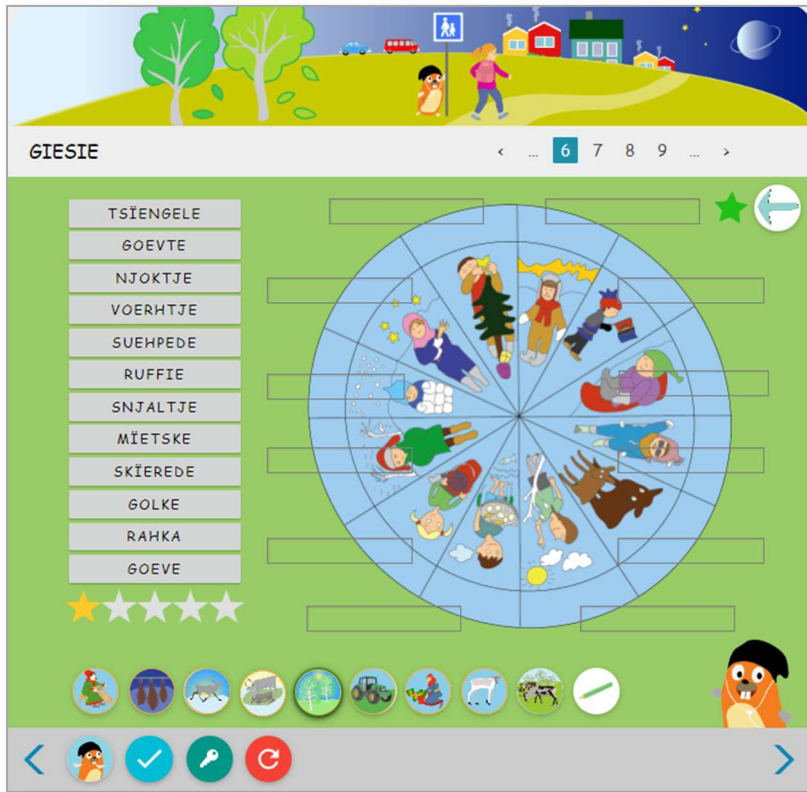 GIESIE
‹ ... 6 7 8 9 ... ›
TSÏENGELE
GOEVTE
NJOKTJE
VOERHTJE
SUEHPEDE
RUFFIE
SNJALTJE
MÏETSKE
SKÏEREDE
GOLKE
RAHKA
GOEVE